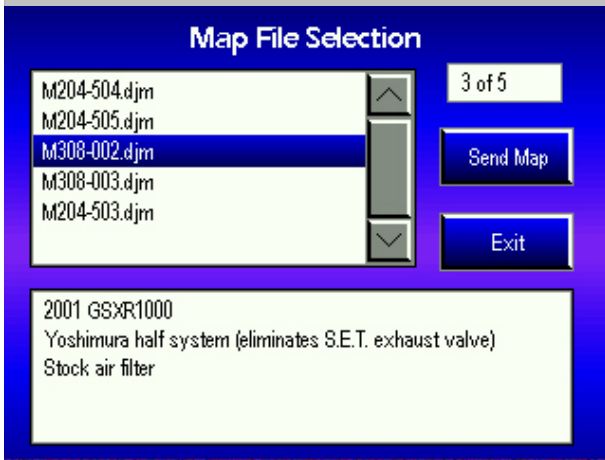 Map File Selection
M204-504.djm
M204-505.djm
M308-002.djm
M308-003.djm
M204-503.djm
3 of 5
Send Map
Exit
2001 GSXR1000
Yoshimura half system (eliminates S.E.T. exhaust valve)
Stock air filter